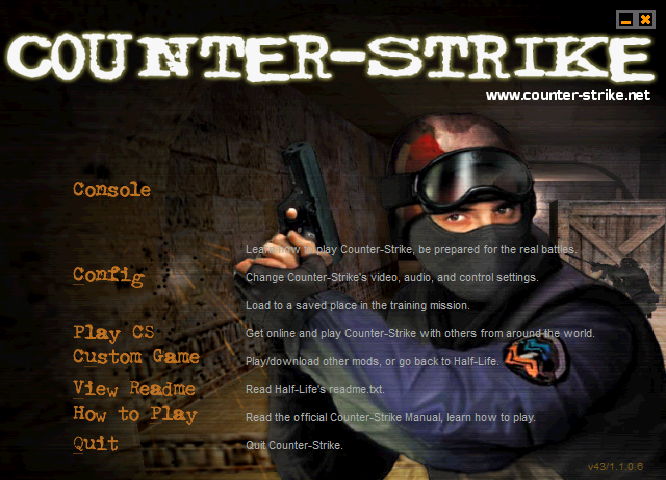 COUNTER-STRIKE
www.counter-strike.net
Console
Learn how to play Counter-Strike, be prepared for the real battles.
Config
Change Counter-Strike's video, audio, and control settings.
Load to a saved place in the training mission.
Play CS
Get online and play Counter-Strike with others from around the world.
Custom Game
Play/download other mods, or go back to Half-Life.
View Readme
Read Half-Life's readme.txt.
How to Play
Read the official Counter-Strike Manual, learn how to play.
Quit
Quit Counter-Strike.
v43/1.1.0.6